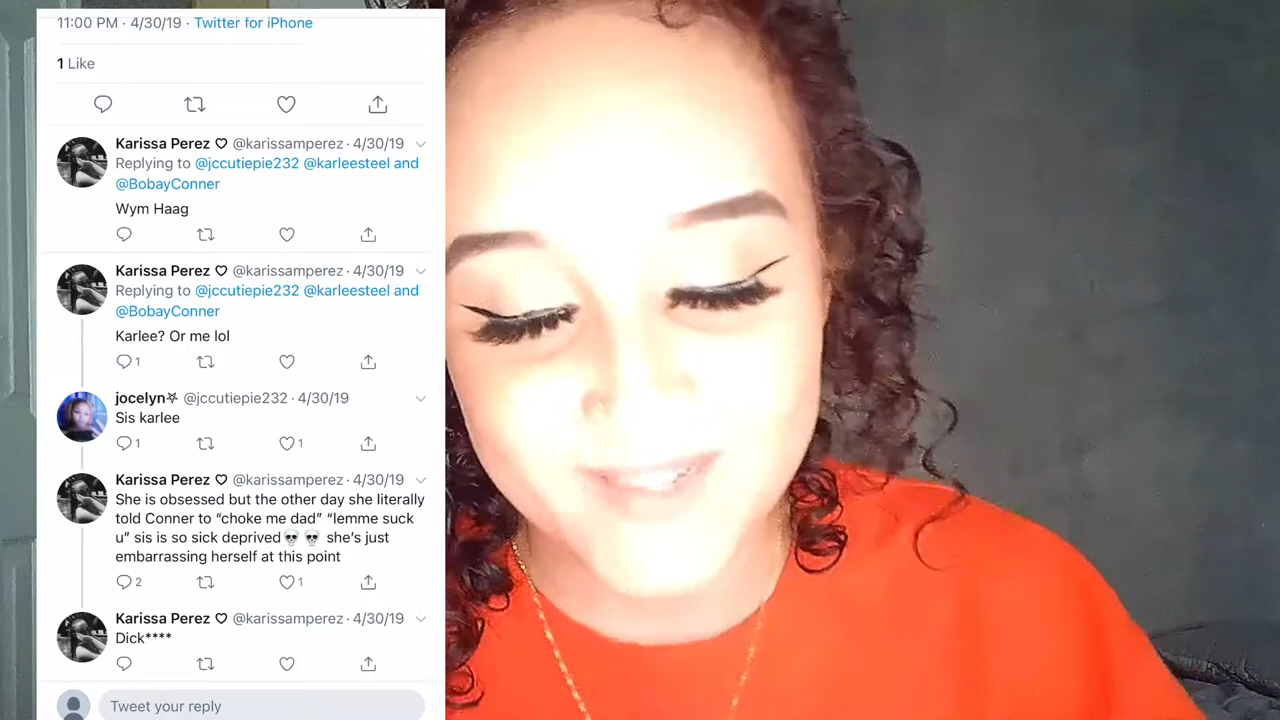 11:00 PM · 4/30/19 · Twitter for iPhone
1 Like
Karissa Perez ♡ @karissamperez · 4/30/19
Replying to @jccutiepie232 @karleesteel and
@BobayConner
Wym Haag
Karissa Perez ♡ @karissamperez · 4/30/19
Replying to @jccutiepie232 @karleesteel and
@BobayConner
Karlee? Or me lol
1
jocelyn⛧ @jccutiepie232 · 4/30/19
Sis karlee
1 1
Karissa Perez ♡ @karissamperez · 4/30/19
She is obsessed but the other day she literally
told Conner to “choke me dad” “lemme suck
u” sis is so sick deprived💀 💀 she’s just
embarrassing herself at this point
2 1
Karissa Perez ♡ @karissamperez · 4/30/19
Dick****
Tweet your reply